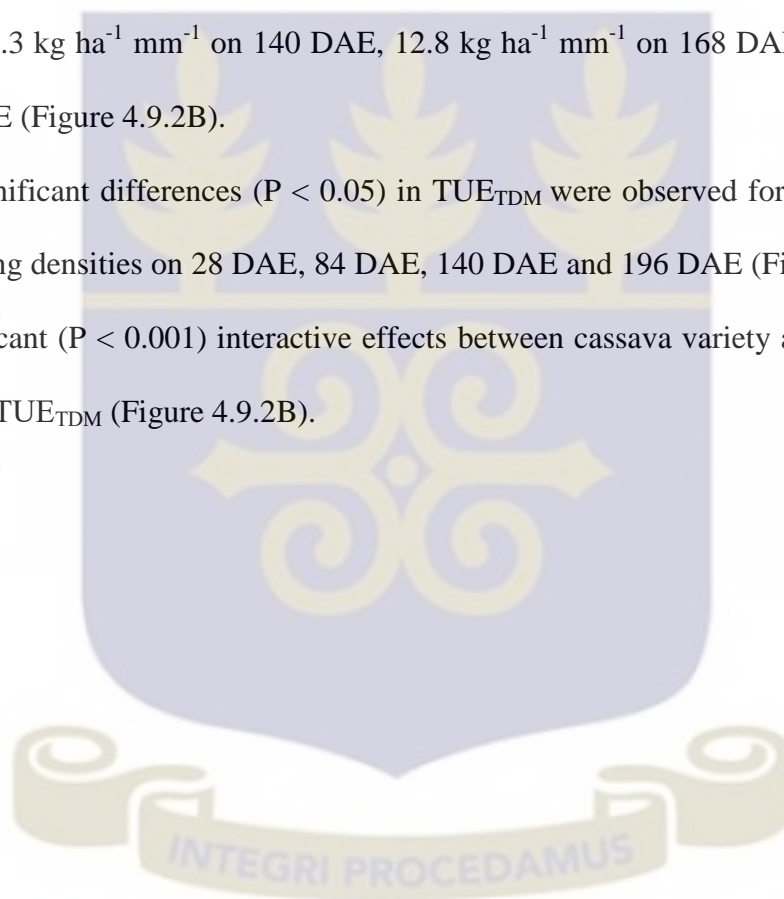 .3 kg ha⁻¹ mm⁻¹ on 140 DAE, 12.8 kg ha⁻¹ mm⁻¹ on 168 DAE
E (Figure 4.9.2B).
nificant differences (P < 0.05) in TUE_TDM were observed for
ng densities on 28 DAE, 84 DAE, 140 DAE and 196 DAE (Fi
cant (P < 0.001) interactive effects between cassava variety a
TUE_TDM (Figure 4.9.2B).
INTEGRI PROCEDAMUS